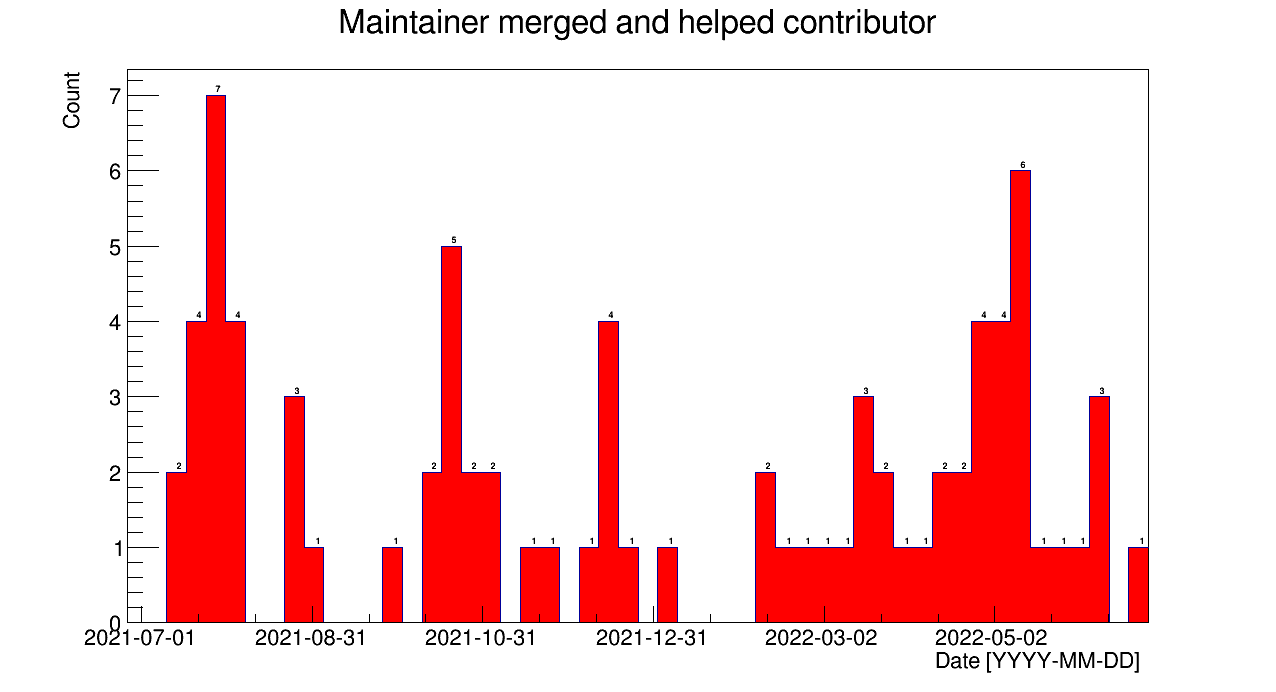 Maintainer merged and helped contributor
Count
7
6
5
4
3
2
1
0
2 4 7 4 3 1 1 2 5 2 2 1 1 1 4 1 1 2 1 1 1 1 3 2 1 1 2 2 4 4 6 1 1 1 3 1
2021-07-01 2021-08-31 2021-10-31 2021-12-31 2022-03-02 2022-05-02
Date [YYYY-MM-DD]